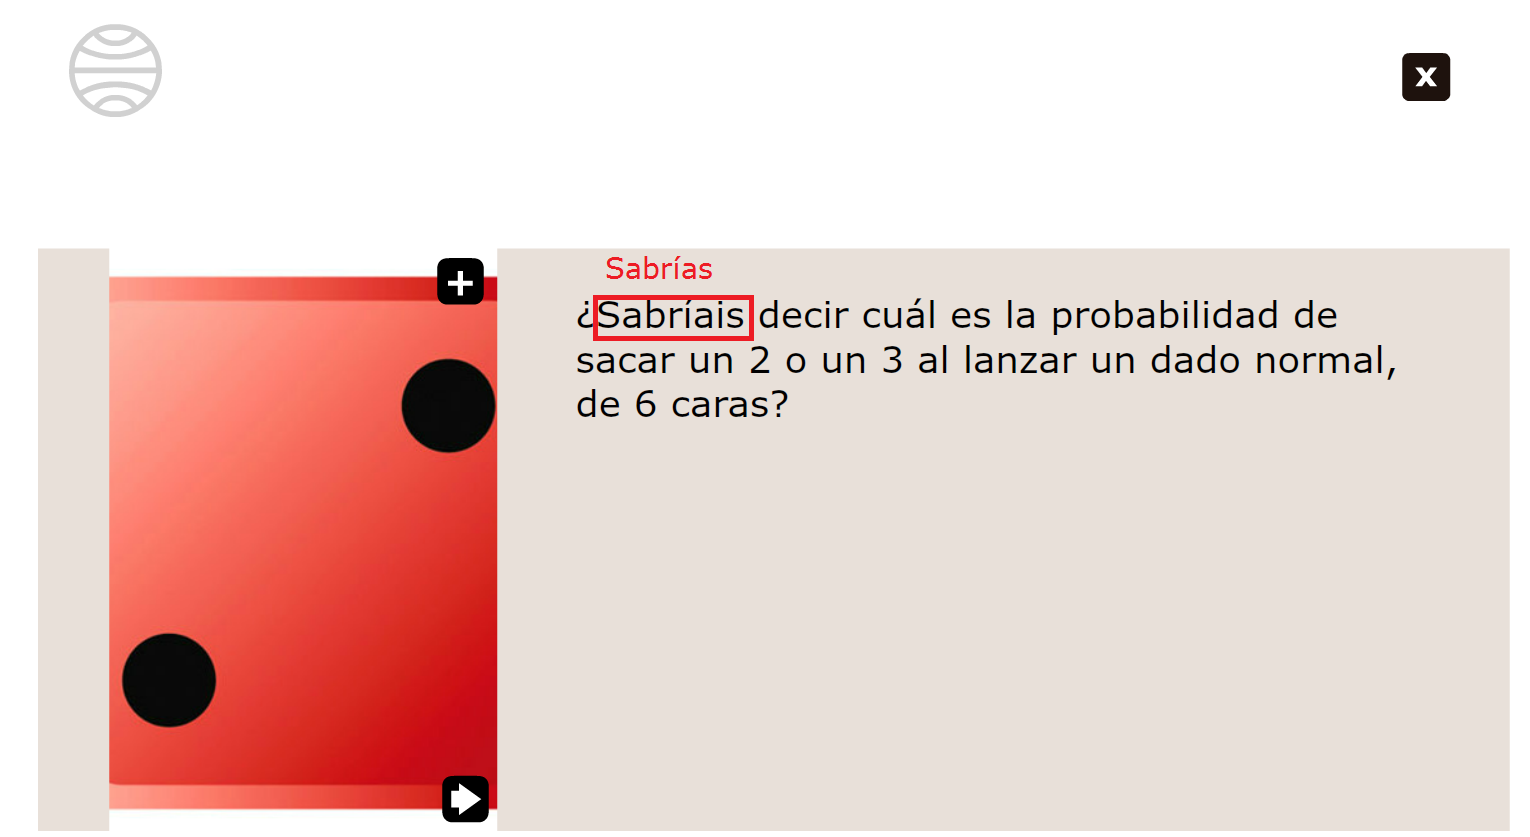 x
+
Sabrías
¿Sabríais decir cuál es la probabilidad de
sacar un 2 o un 3 al lanzar un dado normal,
de 6 caras?